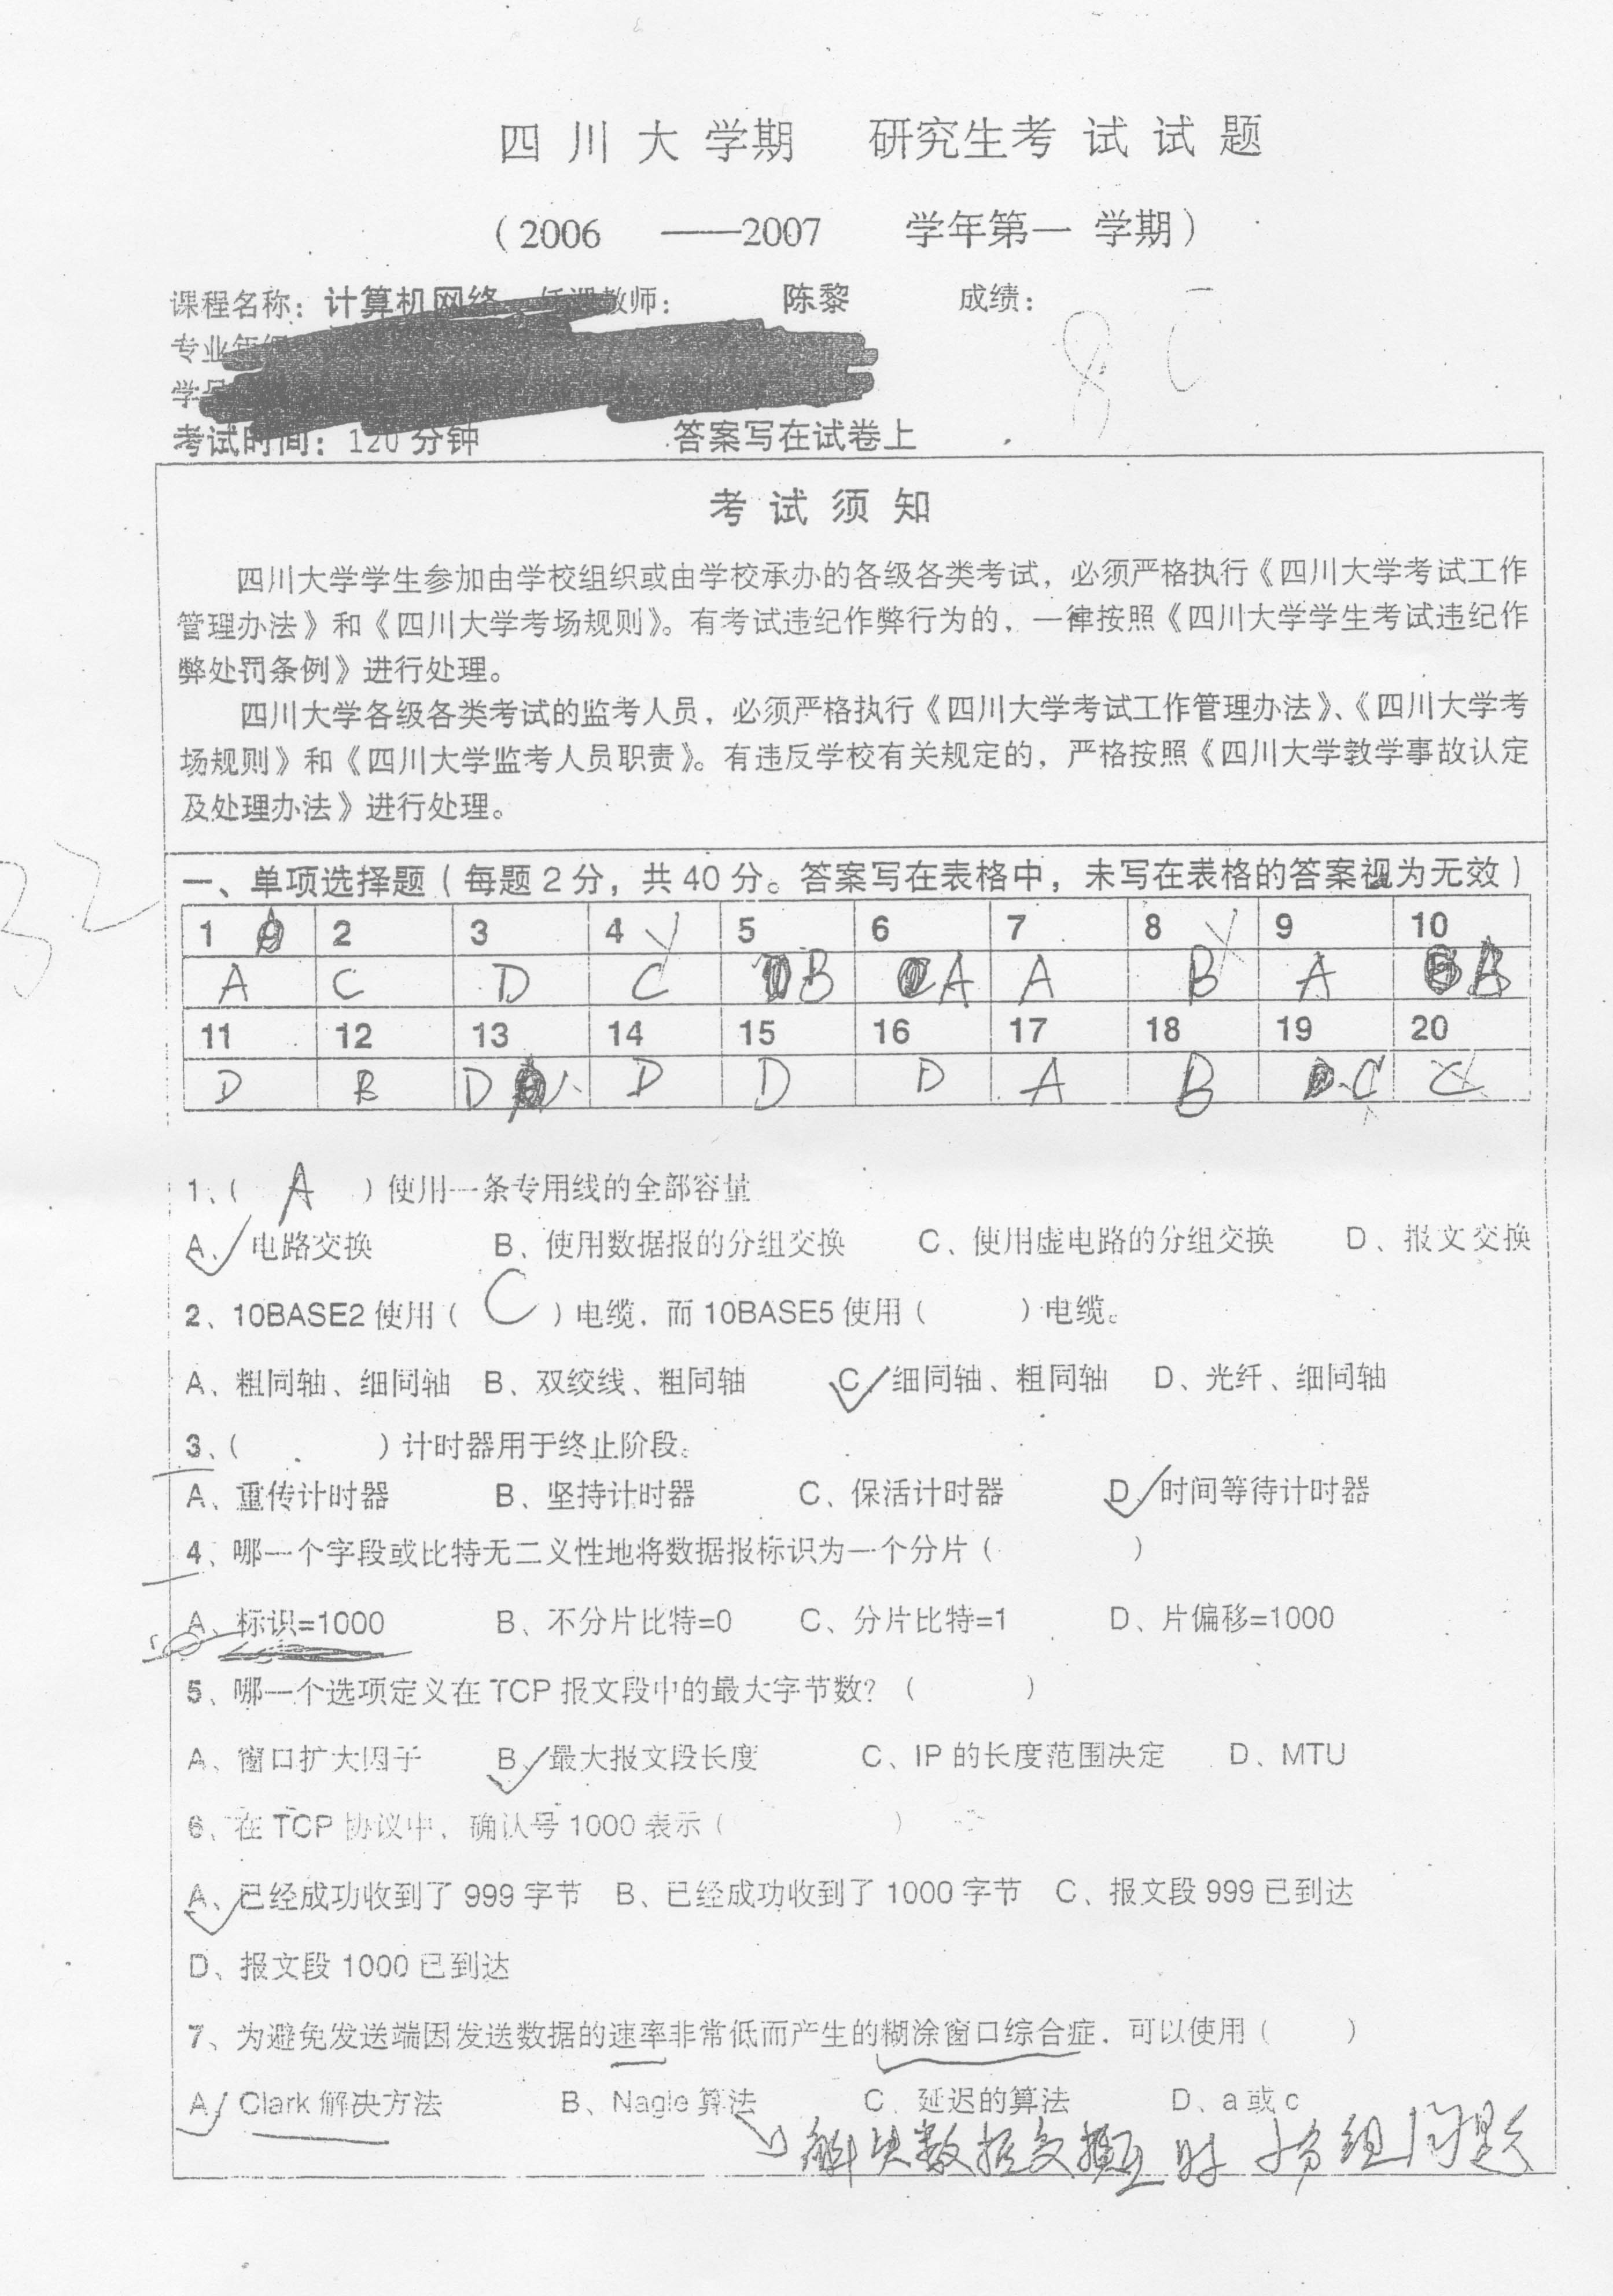 四 川 大 学期 研究生考 试 试 题
（2006 ——2007 学年第一 学期）
课程名称：计算机网络 教师： 陈黎 成绩：
专业年级
学号
考试时间：120 分钟 答案写在试卷上
考 试 须 知
四川大学学生参加由学校组织或由学校承办的各级各类考试，必须严格执行《四川大学考试工作
管理办法》和《四川大学考场规则》。有考试违纪作弊行为的，一律按照《四川大学学生考试违纪作
弊处罚条例》进行处理。
四川大学各级各类考试的监考人员，必须严格执行《四川大学考试工作管理办法》、《四川大学考
场规则》和《四川大学监考人员职责》。有违反学校有关规定的，严格按照《四川大学教学事故认定
及处理办法》进行处理。
32
一、单项选择题（每题 2 分，共 40 分。答案写在表格中，未写在表格的答案视为无效）
1 2 3 4 5 6 7 8 9 10
A C D C B A A B A B
11 12 13 14 15 16 17 18 19 20
D B D D D D A B C C
1、（ A ）使用一条专用线的全部容量
A、电路交换 B、使用数据报的分组交换 C、使用虚电路的分组交换 D、报文交换
2、10BASE2 使用（ C ）电缆，而 10BASE5 使用（ ）电缆。
A、粗同轴、细同轴 B、双绞线、粗同轴 C、细同轴、粗同轴 D、光纤、细同轴
3、（ ）计时器用于终止阶段。
A、重传计时器 B、坚持计时器 C、保活计时器 D、时间等待计时器
4、哪一个字段或比特无二义性地将数据报标识为一个分片（ ）
A、标识=1000 B、不分片比特=0 C、分片比特=1 D、片偏移=1000
5、哪一个选项定义在 TCP 报文段中的最大字节数？（ ）
A、窗口扩大因子 B、最大报文段长度 C、IP 的长度范围决定 D、MTU
6、在 TCP 协议中，确认号 1000 表示（ ）
A、已经成功收到了 999 字节 B、已经成功收到了 1000 字节 C、报文段 999 已到达
D、报文段 1000 已到达
7、为避免发送端因发送数据的速率非常低而产生的糊涂窗口综合症，可以使用（ ）
A、Clark 解决方法 B、Nagle 算法 C、延迟的算法 D、a 或 c
解决数据交换 时 小分组问题